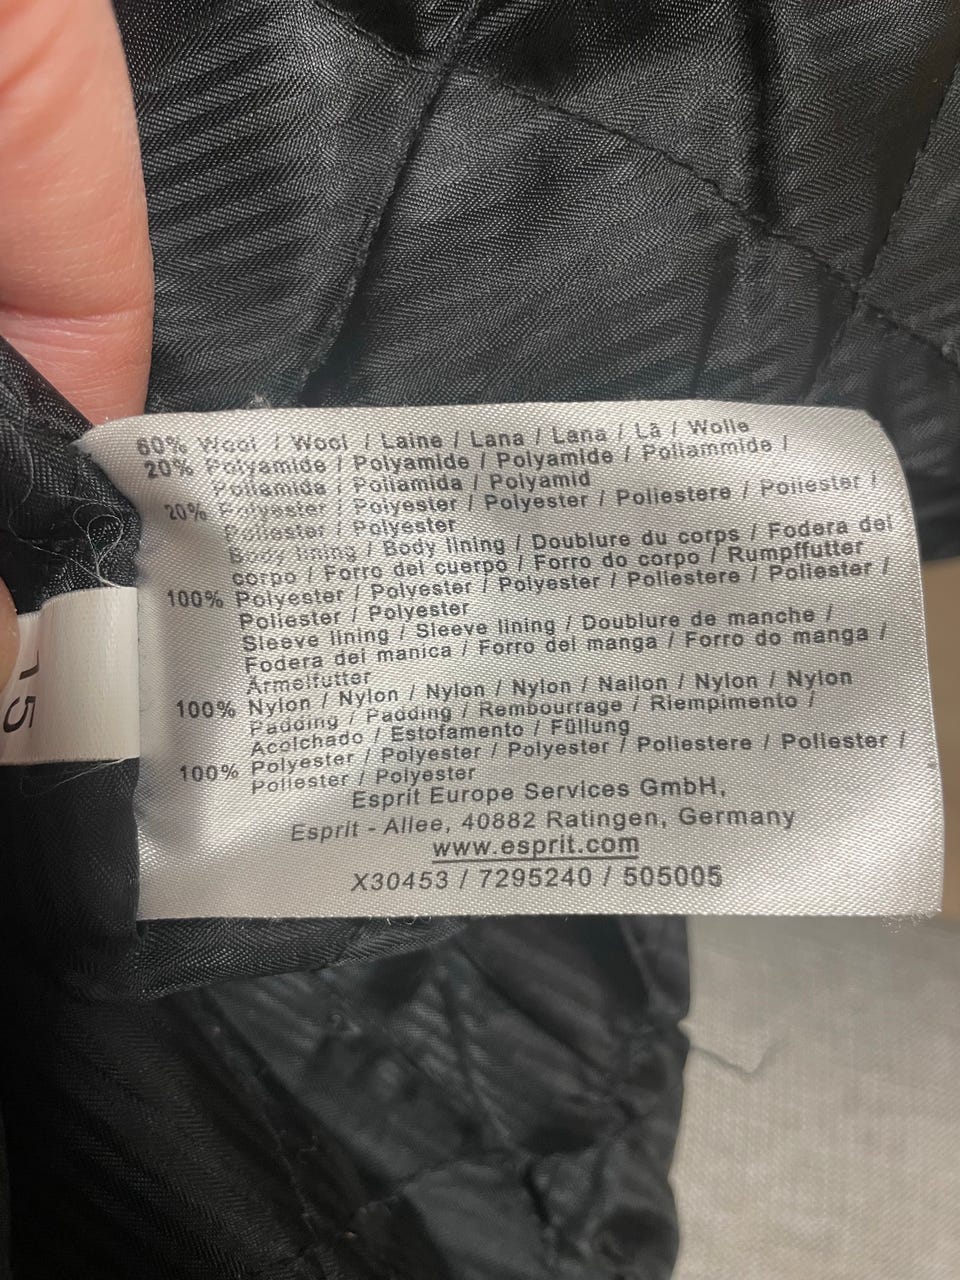 60% Wool / Wool / Laine / Lana / Lana / Lã / Wolle
20% Polyamide / Polyamide / Polyamide / Poliammide /
Poliamida / Poliamida / Polyamid
20% Polyester / Polyester / Polyester / Poliestere / Poliester /
Poliester / Polyester
Body lining / Body lining / Doublure du corps / Fodera del
corpo / Forro del cuerpo / Forro do corpo / Rumpffutter
100% Polyester / Polyester / Polyester / Poliestere / Poliester /
Poliester / Polyester
Sleeve lining / Sleeve lining / Doublure de manche /
Fodera del manica / Forro del manga / Forro do manga /
Ärmelfutter
100% Nylon / Nylon / Nylon / Nylon / Nailon / Nylon / Nylon
Padding / Padding / Rembourrage / Riempimento /
Acolchado / Estofamento / Füllung
100% Polyester / Polyester / Polyester / Poliestere / Poliester /
Poliester / Polyester
Esprit Europe Services GmbH,
Esprit - Allee, 40882 Ratingen, Germany
www.esprit.com
X30453 / 7295240 / 505005
15